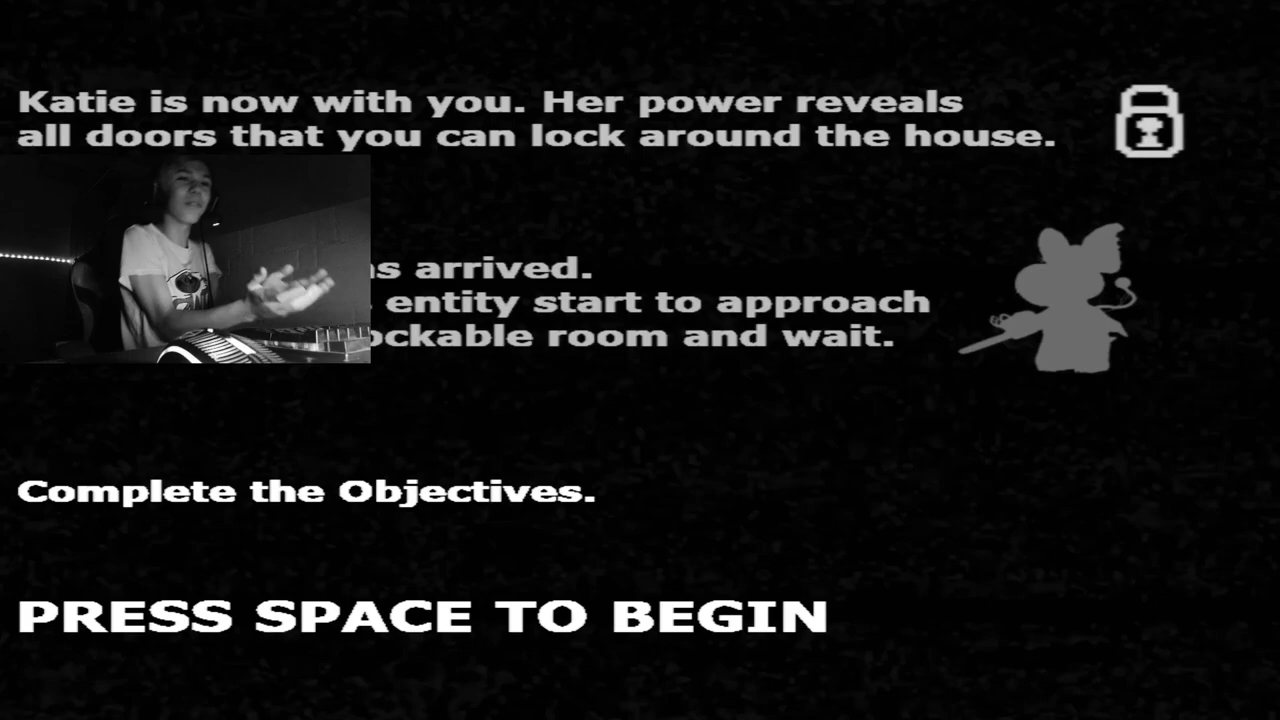 Katie is now with you. Her power reveals
all doors that you can lock around the house.
arrived.
entity start to approach
room and wait.
Complete the Objectives.
PRESS SPACE TO BEGIN